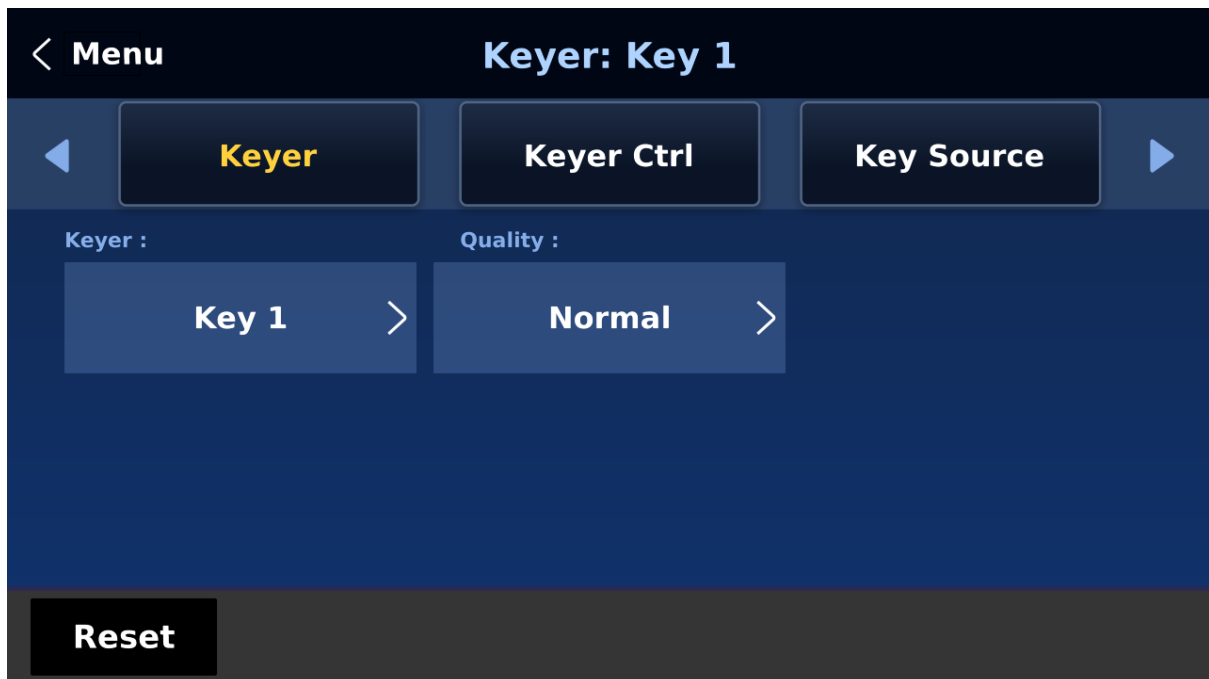 Menu
Keyer: Key 1
Keyer
Keyer Ctrl
Key Source
Keyer :
Quality :
Key 1
Normal
Reset